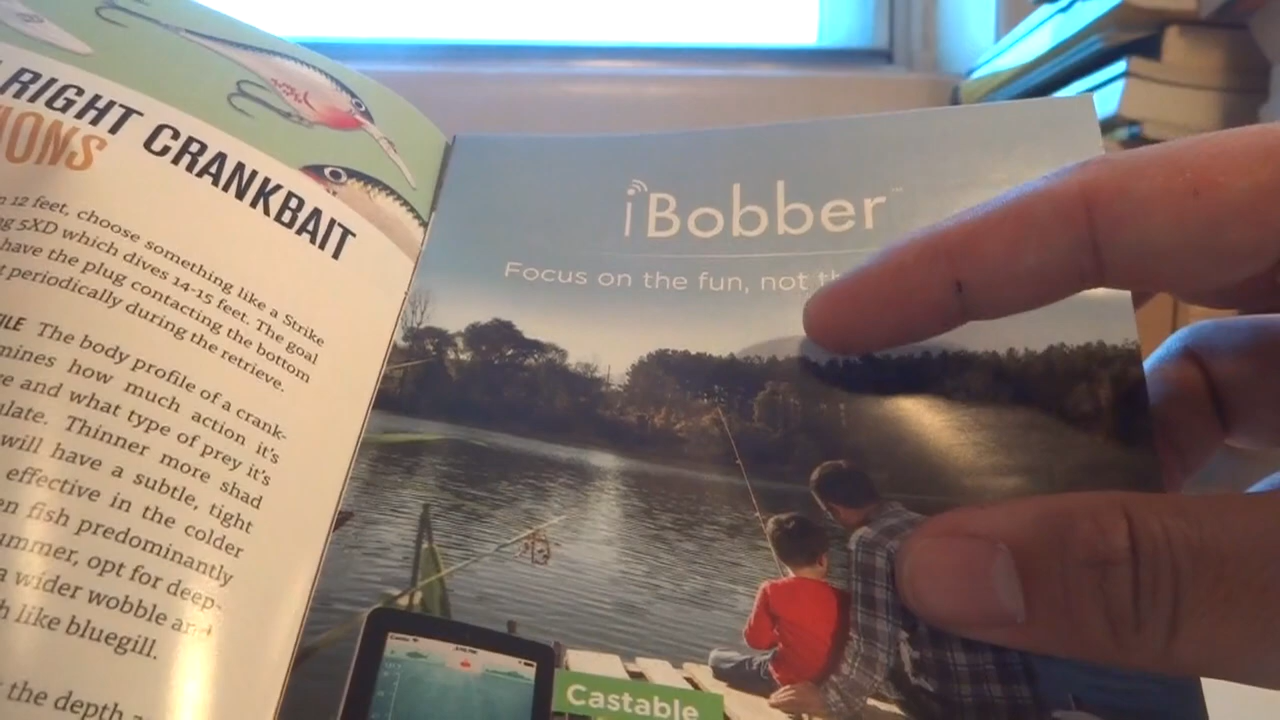 RIGHT CRANKBAIT
IONS
12 feet, choose something like a Strike
5XD which dives 14-15 feet. The goal
have the plug contacting the bottom
periodically during the retrieve.
The body profile of a crank-
mines how much action it's
and what type of prey it's
ulate. Thinner more shad
will have a subtle, tight
effective in the colder
en fish predominantly
ummer, opt for deep-
a wider wobble and
like bluegill.
the depth
iBobber™
Focus on the fun, not
Castable